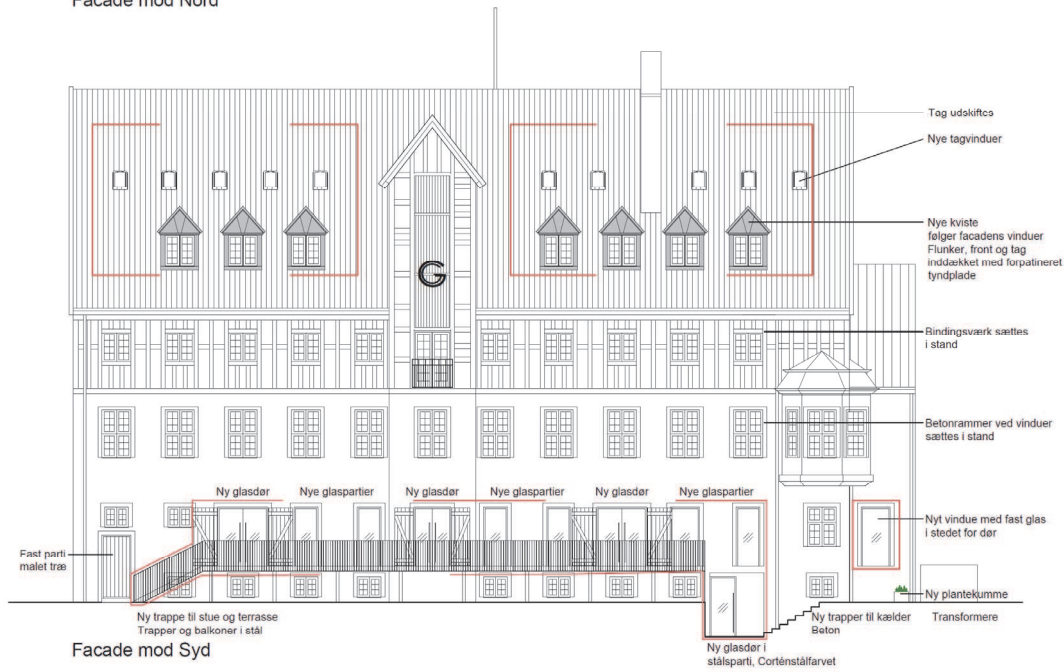 Facade mod Nord
Tag udskiftes
Nye tagvinduer
G
Nye kviste
følger facadens vinduer
Flunker, front og tag
inddækket med forpatineret
tyndplade
Bindingsværk sættes
i stand
Betonrammer ved vinduer
sættes i stand
Ny glasdør
Nye glaspartier
Ny glasdør
Nye glaspartier
Ny glasdør
Nye glaspartier
Nyt vindue med fast glas
i stedet for dør
Fast parti
malet træ
Ny plantekumme
Ny trappe til stue og terrasse
Trapper og balkoner i stål
Ny trapper til kælder
Beton
Transformere
Facade mod Syd
Ny glasdør i
stålsparti, Corténstålfarvet